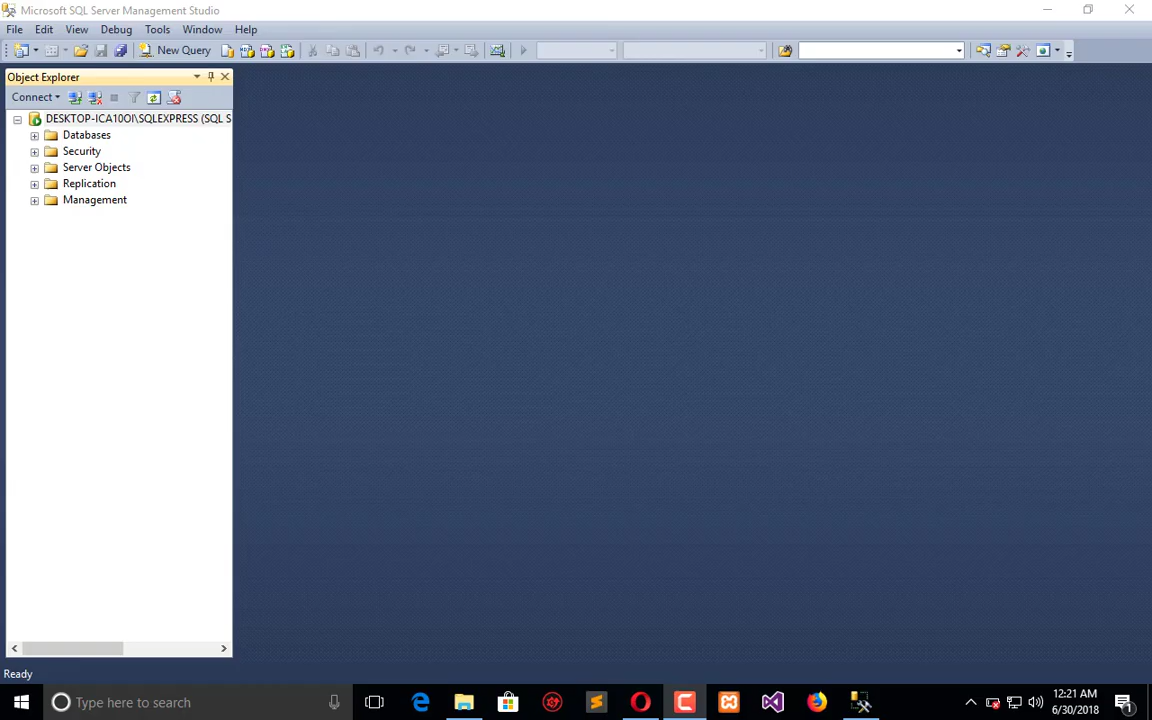 Microsoft SQL Server Management Studio
File Edit View Debug Tools Window Help
New Query
Object Explorer
Connect
DESKTOP-ICA10OI\SQLEXPRESS (SQL S
Databases
Security
Server Objects
Replication
Management
Ready
Type here to search
12:21 AM
6/30/2018
1